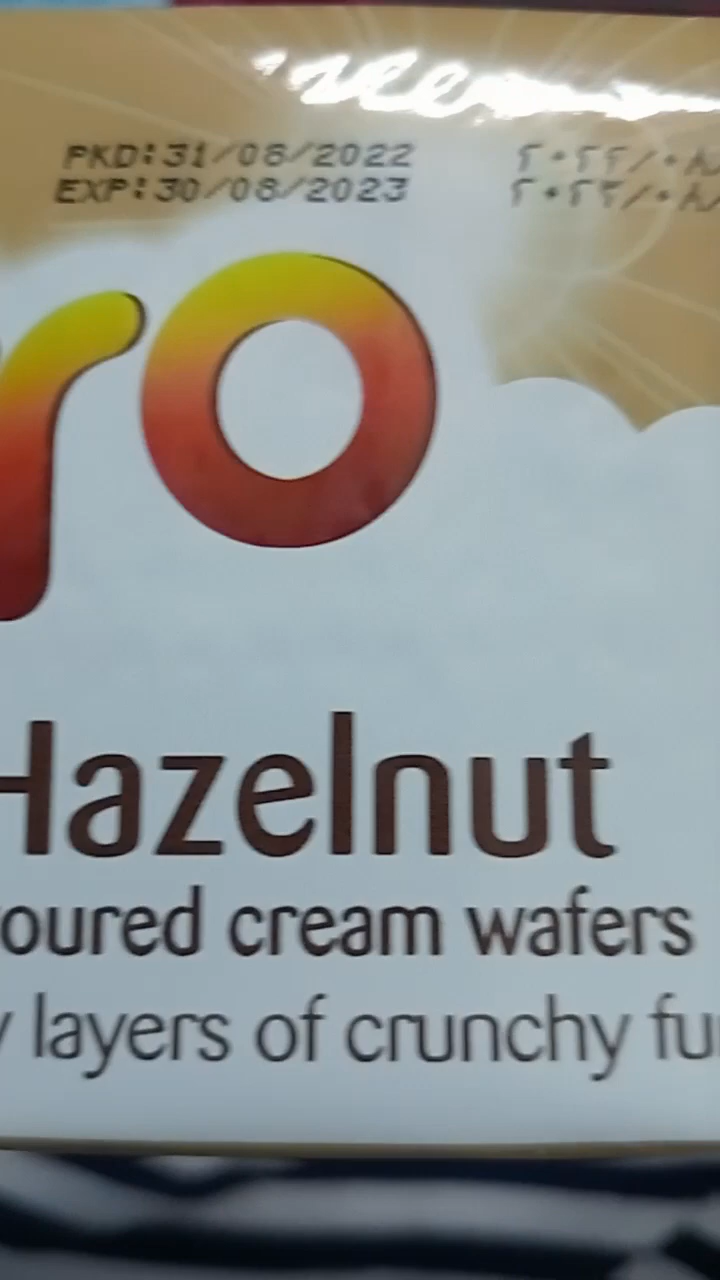 PKD:31/08/2022
EXP:30/08/2023
ro
Hazelnut
oured cream wafers
layers of crunchy fu